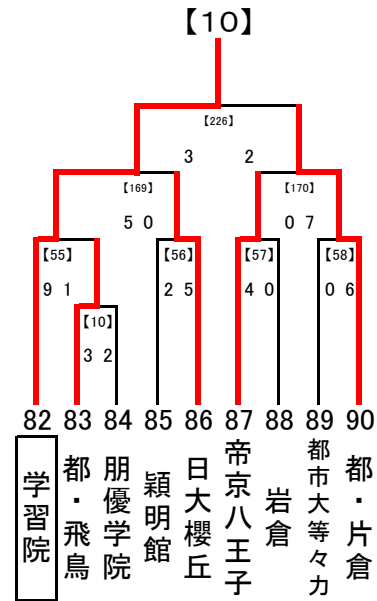 【10】
【226】
3 2
【169】 【170】
5 0 0 7
【55】 【56】 【57】 【58】
9 1 2 5 4 0 0 6
【10】
3 2
82 83 84 85 86 87 88 89 90
学習院
都・飛鳥
朋優学院
穎明館
日大櫻丘
帝京八王子
岩倉
都市大等々力
都・片倉